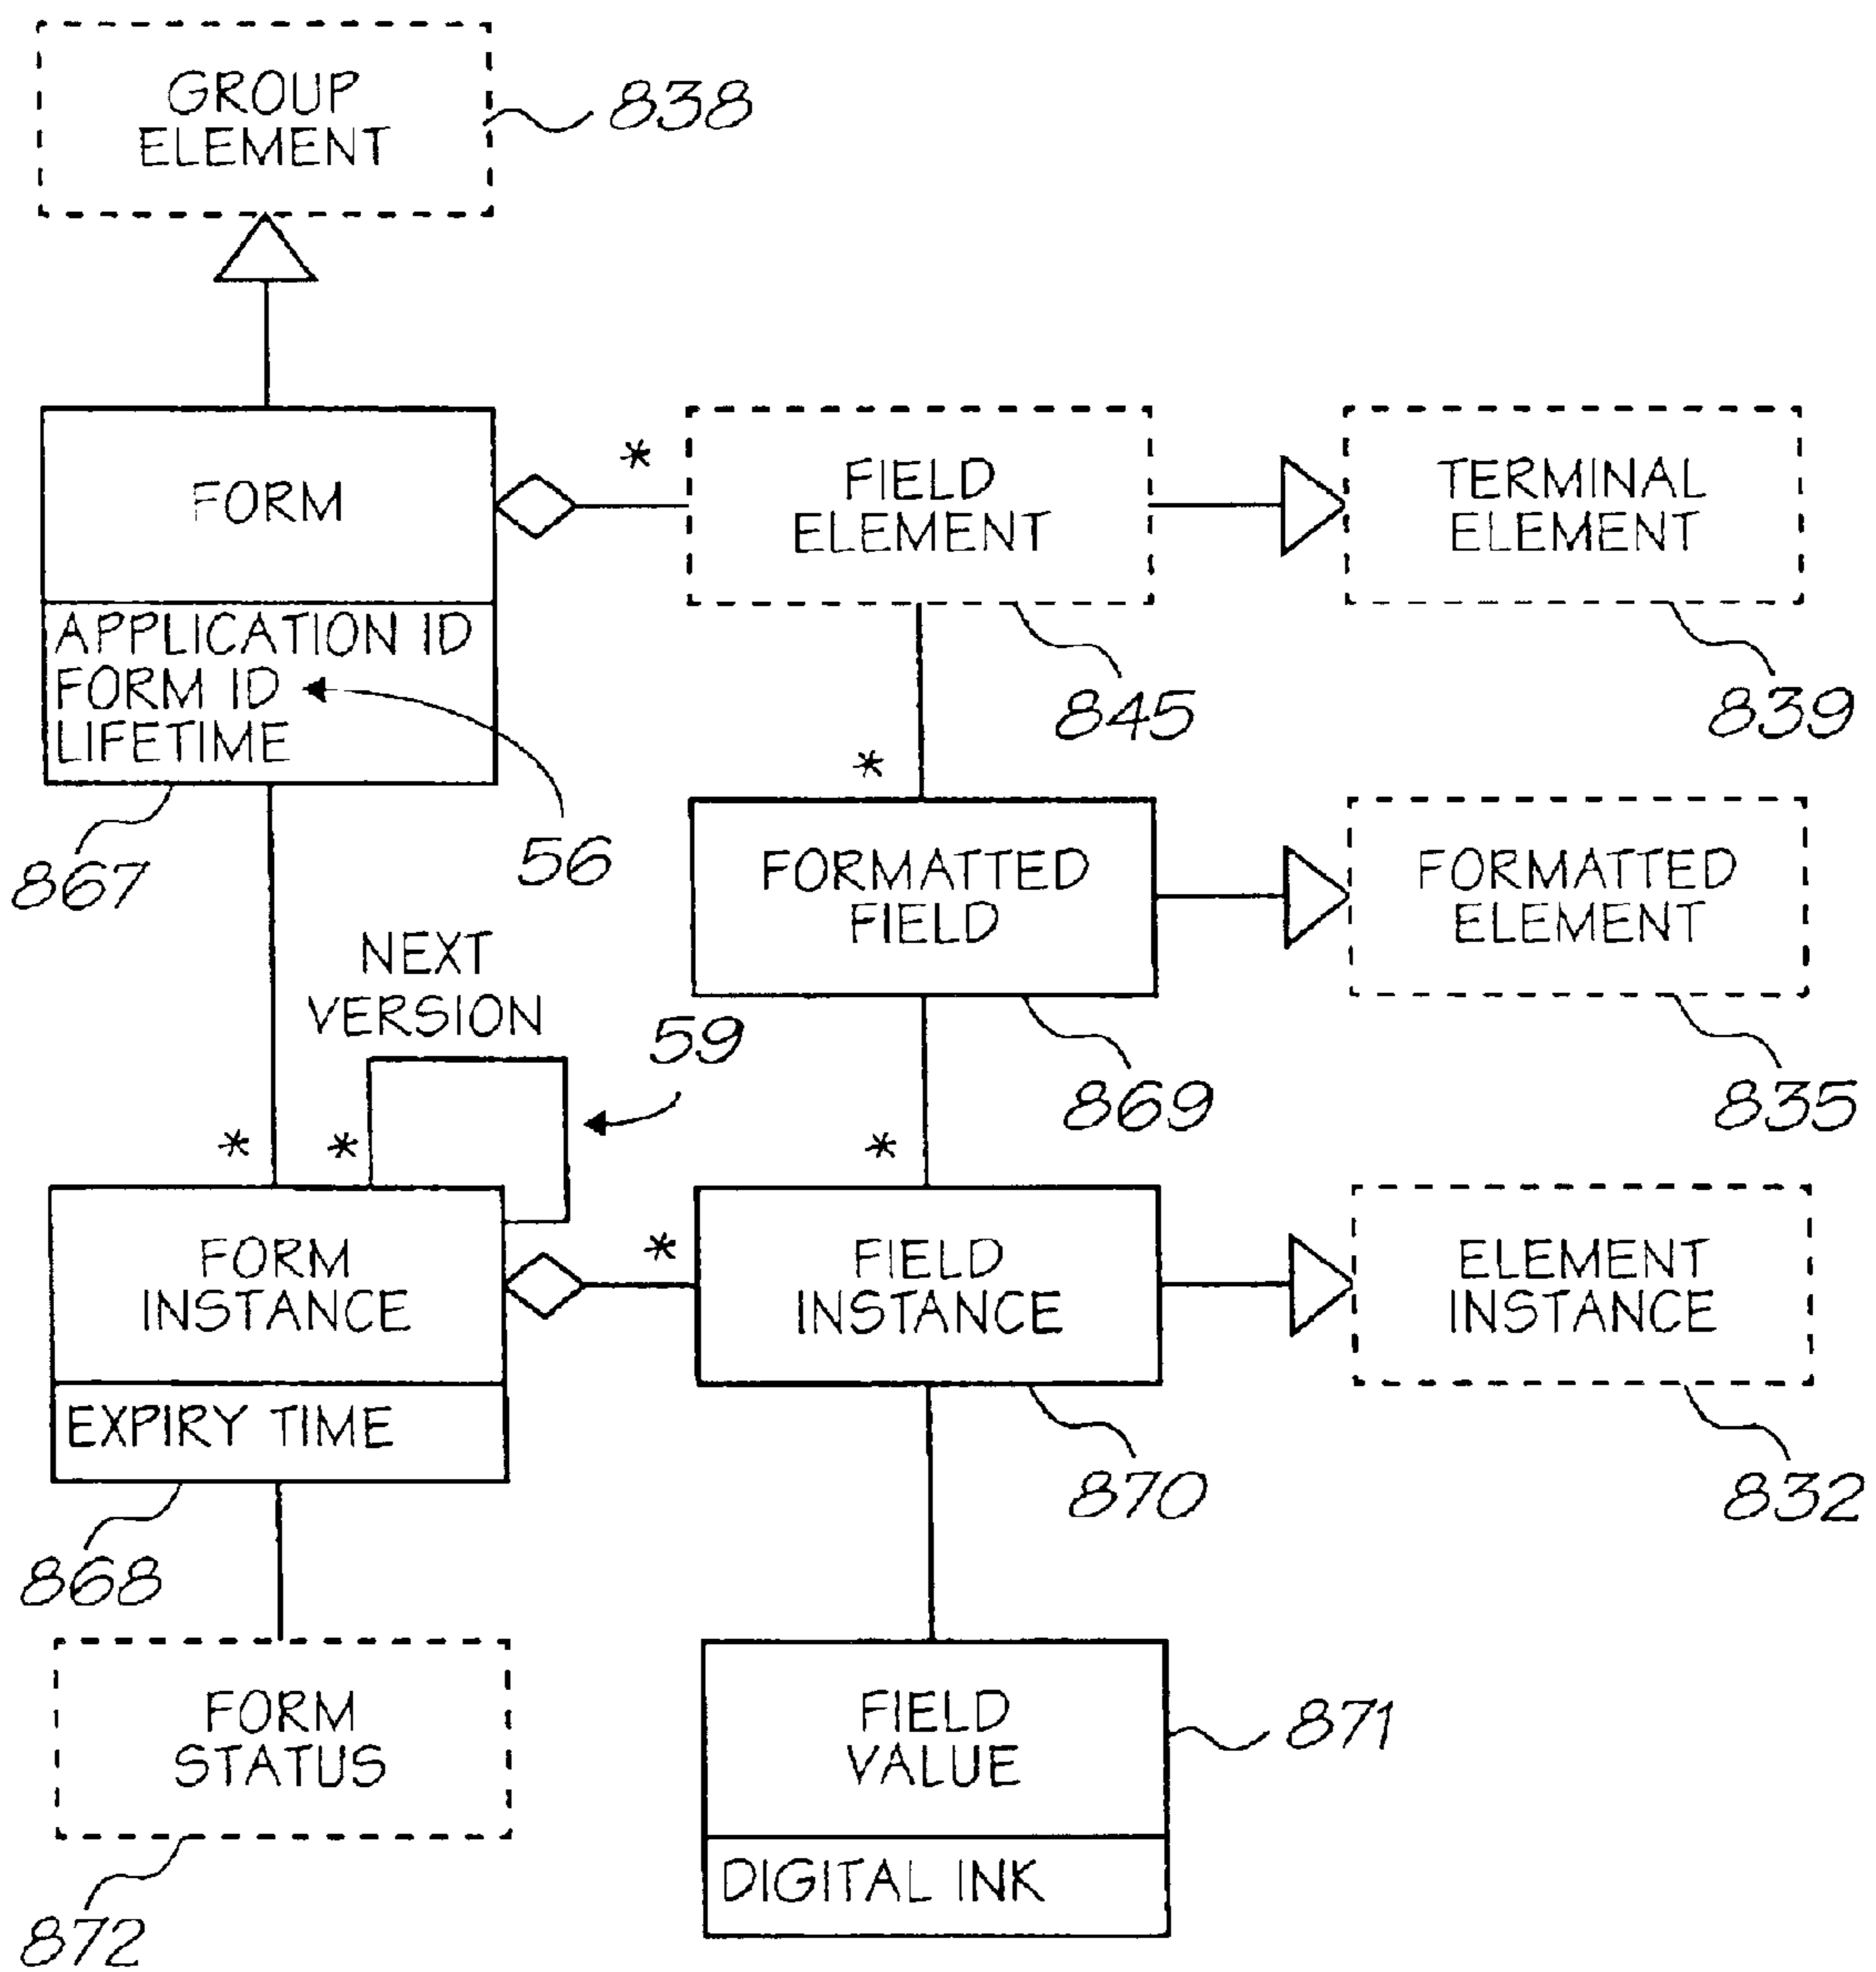 GROUP
ELEMENT
838
FORM
*
FIELD
ELEMENT
TERMINAL
ELEMENT
APPLICATION ID
FORM ID
LIFETIME
845
839
*
867
56
FORMATTED
FIELD
FORMATTED
ELEMENT
NEXT
VERSION
59
869
835
*
*
*
FORM
INSTANCE
*
FIELD
INSTANCE
ELEMENT
INSTANCE
EXPIRY TIME
870
832
868
FORM
STATUS
FIELD
VALUE
871
DIGITAL INK
872